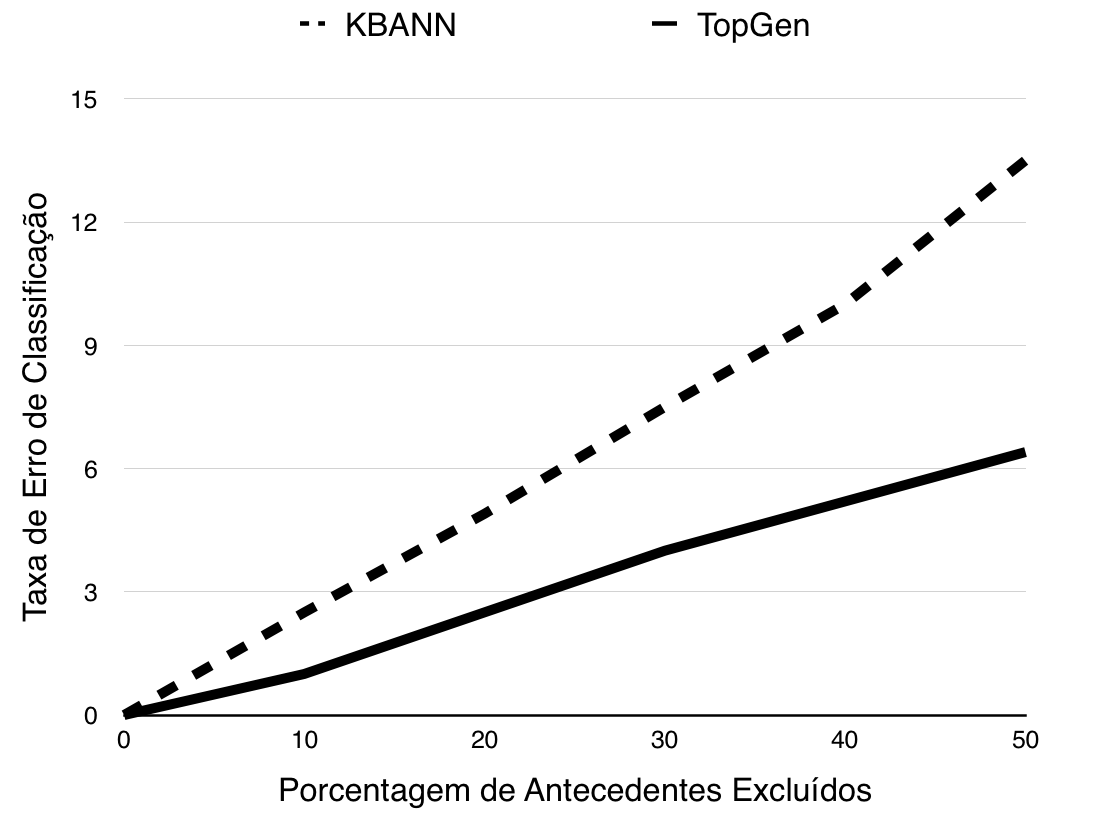 KBANN TopGen
15
12
9
6
3
0
0 10 20 30 40 50
Taxa de Erro de Classificação
Porcentagem de Antecedentes Excluídos